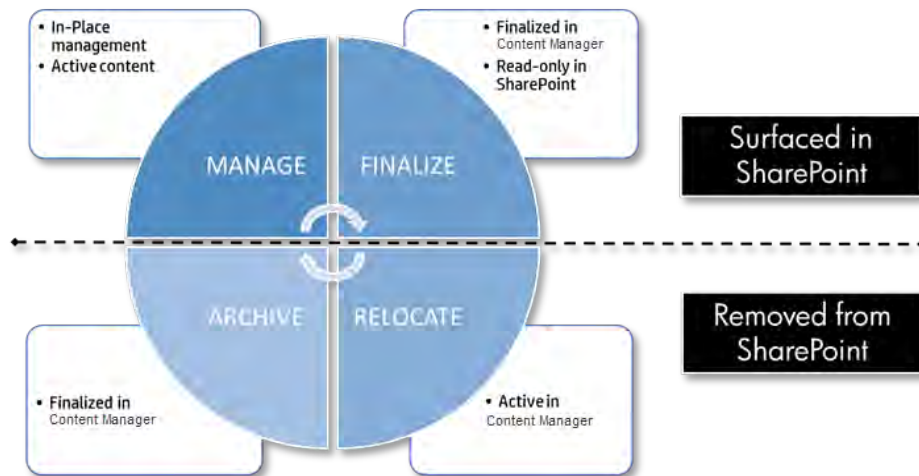 • In-Place
management
• Active content
• Finalized in
Content Manager
• Read-only in
SharePoint
MANAGE
FINALIZE
Surfaced in
SharePoint
ARCHIVE
RELOCATE
Removed from
SharePoint
• Finalized in
Content Manager
• Active in
Content Manager